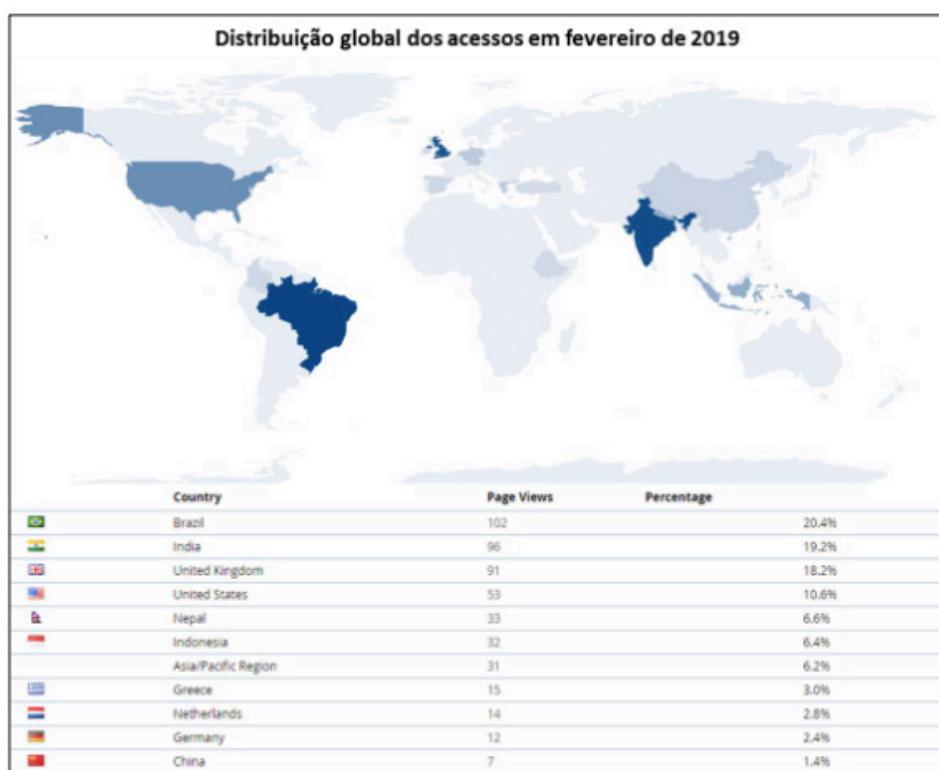 Distribuição global dos acessos em fevereiro de 2019
Country Page Views Percentage
Brazil 102 20.4%
India 96 19.2%
United Kingdom 91 18.2%
United States 53 10.6%
Nepal 33 6.6%
Indonesia 32 6.4%
Asia/Pacific Region 31 6.2%
Greece 15 3.0%
Netherlands 14 2.8%
Germany 12 2.4%
China 7 1.4%